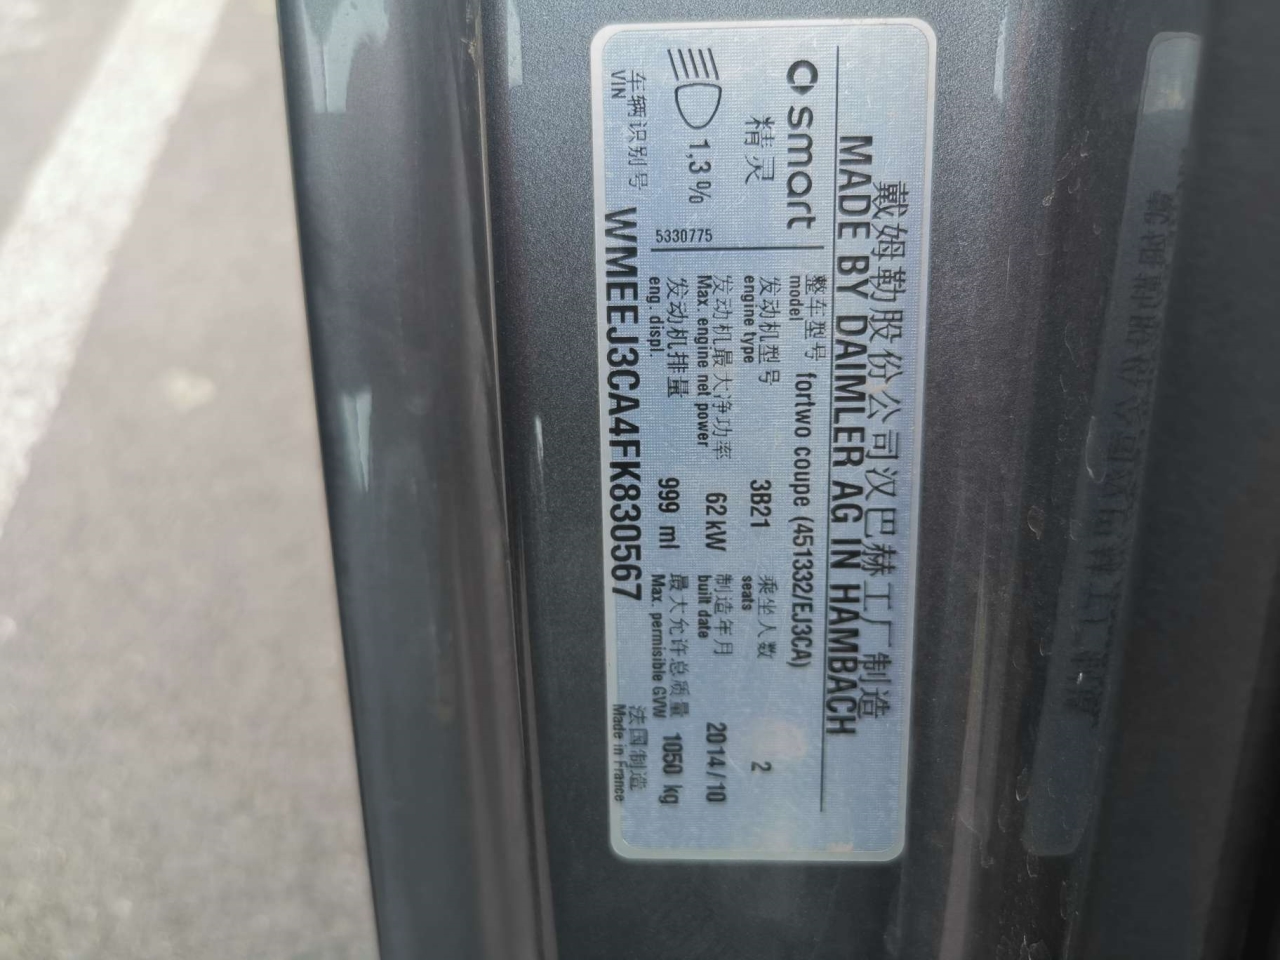 戴姆勒股份公司汉巴赫工厂制造
MADE BY DAIMLER AG IN HAMBACH
smart
精灵
1,3 %
5330775
整车型号 fortwo coupe (451332/EJ3CA)
model
发动机型号 3B21 乘坐人数 2
engine type seats
发动机最大净功率 62 kW 制造年月 2014/10
Max. engine net power built date
发动机排量 999 ml 最大允许总质量 1050 kg
eng. displ. Max. permisible GVW
车辆识别号 WMEEJ3CA4FK830567 法国制造
VIN Made in France